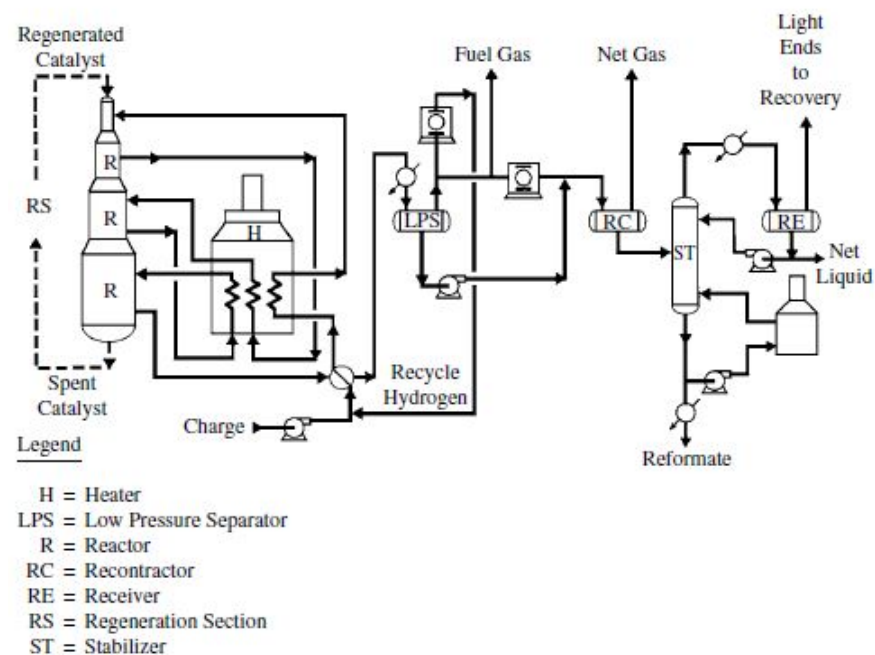 Regenerated
Catalyst
Fuel Gas
Net Gas
Light
Ends
to
Recovery
R
RS
R
H
LPS
RC
ST
RE
R
Net
Liquid
Spent
Catalyst
Recycle
Hydrogen
Charge
Reformate
Legend
H = Heater
LPS = Low Pressure Separator
R = Reactor
RC = Recontractor
RE = Receiver
RS = Regeneration Section
ST = Stabilizer